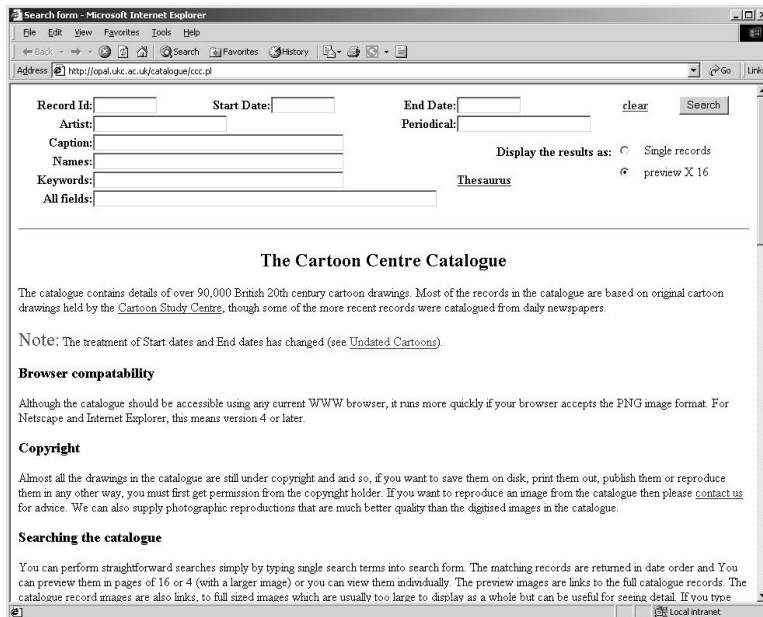 Search form - Microsoft Internet Explorer
File Edit View Favorites Tools Help
Back Search Favorites History
Address http://opal.ukc.ac.uk/catalogue/ccc.pl Go Links
Record Id: Start Date: End Date: clear Search
Artist: Periodical:
Caption:
Display the results as: Single records
Names:
Keywords: Thesaurus preview X 16
All fields:
The Cartoon Centre Catalogue
The catalogue contains details of over 90,000 British 20th century cartoon drawings. Most of the records in the catalogue are based on original cartoon
drawings held by the Cartoon Study Centre, though some of the more recent records were catalogued from daily newspapers.
Note: The treatment of Start dates and End dates has changed (see Undated Cartoons).
Browser compatability
Although the catalogue should be accessible using any current WWW browser, it runs more quickly if your browser accepts the PNG image format. For
Netscape and Internet Explorer, this means version 4 or later.
Copyright
Almost all the drawings in the catalogue are still under copyright and and so, if you want to save them on disk, print them out, publish them or reproduce
them in any other way, you must first get permission from the copyright holder. If you want to reproduce an image from the catalogue then please contact us
for advice. We can also supply photographic reproductions that are much better quality than the digitised images in the catalogue.
Searching the catalogue
You can perform straightforward searches simply by typing single search terms into search form. The matching records are returned in date order and You
can preview them in pages of 16 or 4 (with a larger image) or you can view them individually. The preview images are links to the full catalogue records. The
catalogue record images are also links, to full sized images which are usually too large to display as a whole but can be useful for seeing detail. If you type
Local intranet